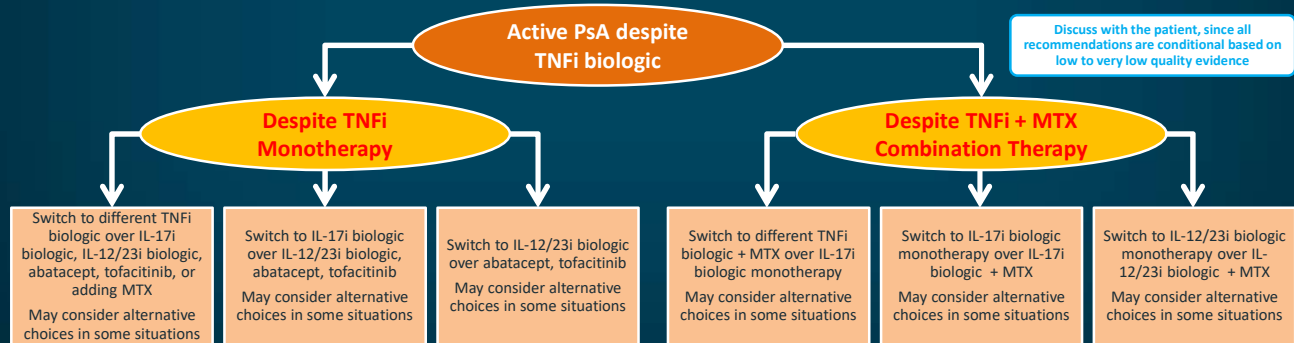 Active PsA despite
TNFi biologic
Discuss with the patient, since all
recommendations are conditional based on
low to very low quality evidence
Despite TNFi
Monotherapy
Despite TNFi + MTX
Combination Therapy
Switch to different TNFi
biologic over IL-17i
biologic, IL-12/23i biologic,
abatacept, tofacitinib, or
adding MTX
May consider alternative
choices in some situations
Switch to IL-17i biologic
over IL-12/23i biologic,
abatacept, tofacitinib
May consider alternative
choices in some situations
Switch to IL-12/23i biologic
over abatacept, tofacitinib
May consider alternative
choices in some situations
Switch to different TNFi
biologic + MTX over IL-17i
biologic monotherapy
May consider alternative
choices in some situations
Switch to IL-17i biologic
monotherapy over IL-17i
biologic + MTX
May consider alternative
choices in some situations
Switch to IL-12/23i biologic
monotherapy over IL-
12/23i biologic + MTX
May consider alternative
choices in some situations